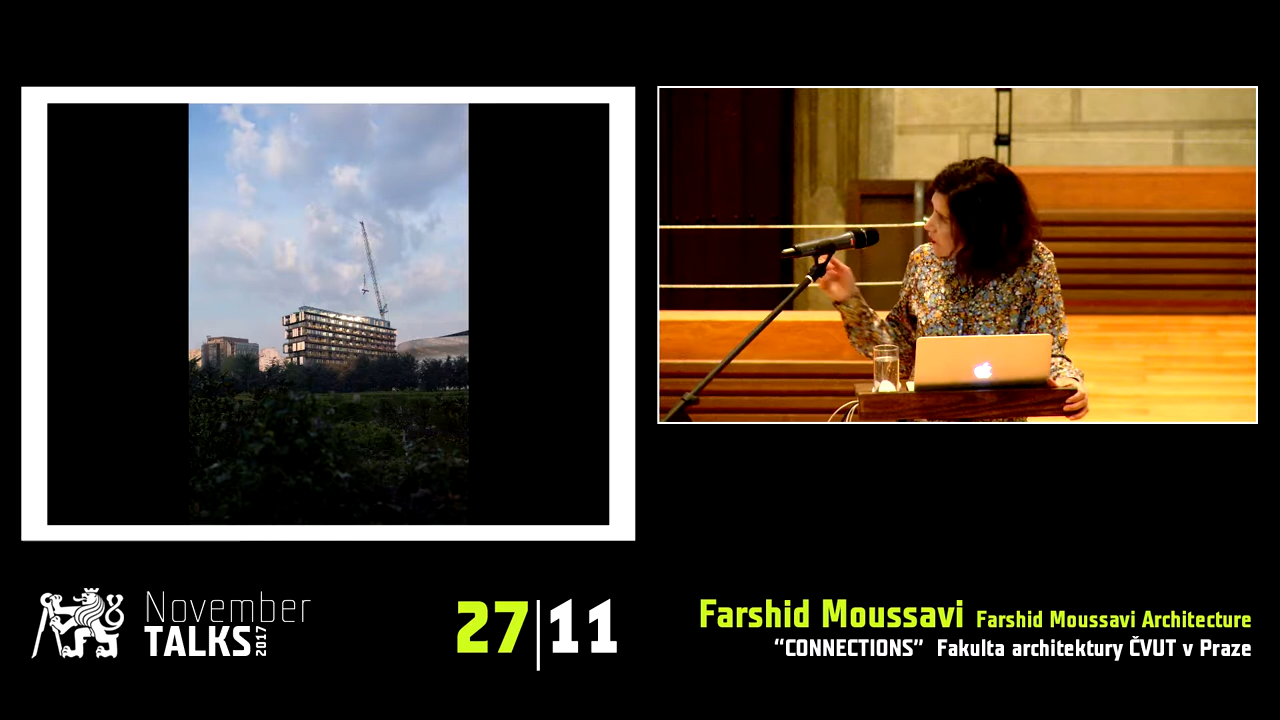 November
TALKS 2017
27|11
Farshid Moussavi Farshid Moussavi Architecture
“CONNECTIONS” Fakulta architektury ČVUT v Praze